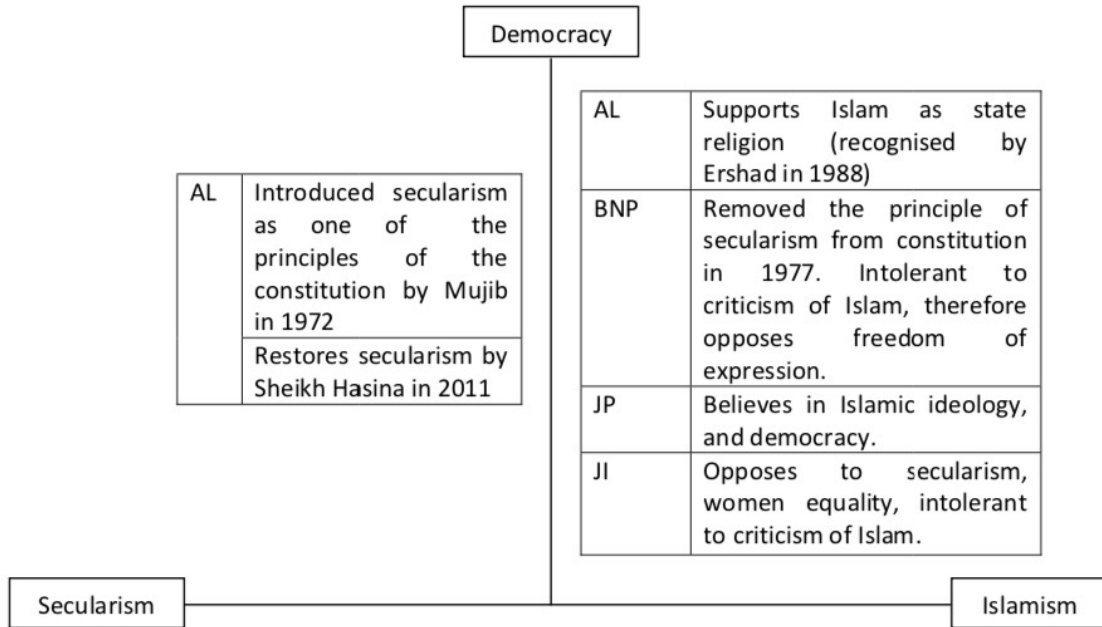 Democracy
AL Introduced secularism
as one of the
principles of the
constitution by Mujib
in 1972
Restores secularism by
Sheikh Hasina in 2011
AL Supports Islam as state
religion (recognised by
Ershad in 1988)
BNP Removed the principle of
secularism from constitution
in 1977. Intolerant to
criticism of Islam, therefore
opposes freedom of
expression.
JP Believes in Islamic ideology,
and democracy.
JI Opposes to secularism,
women equality, intolerant
to criticism of Islam.
Secularism
Islamism